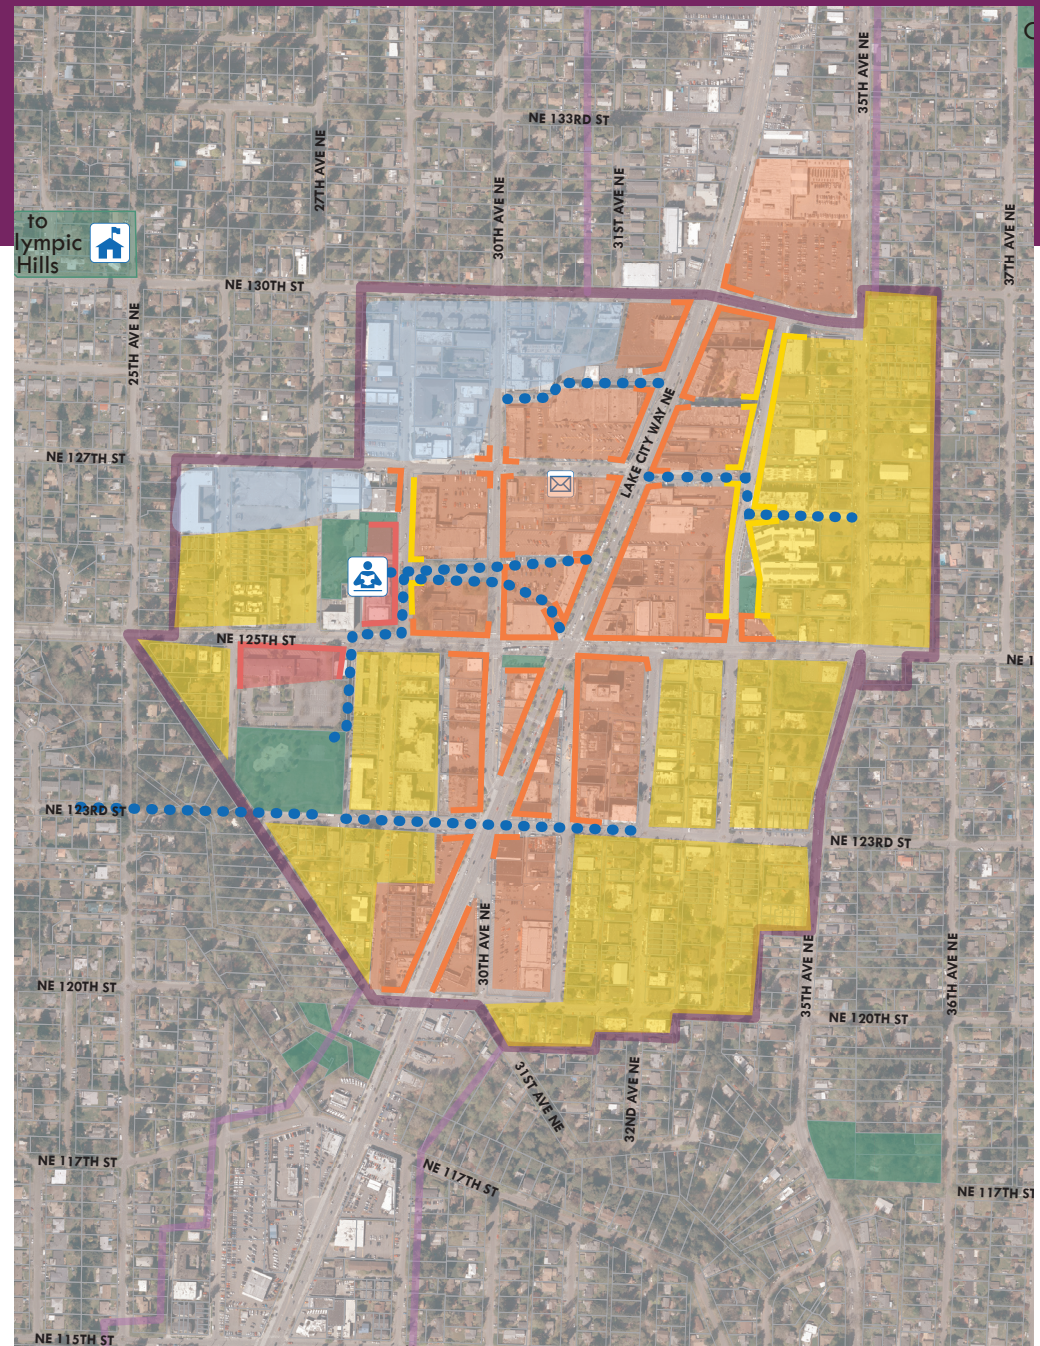 35TH AVE NE
NE 133RD ST
27TH AVE NE
30TH AVE NE
31ST AVE NE
37TH AVE NE
to
lympic
Hills
NE 130TH ST
25TH AVE NE
LAKE CITY WAY NE
NE 127TH ST
NE 125TH ST
NE 1
NE 123RD ST
NE 123RD ST
30TH AVE NE
35TH AVE NE
36TH AVE NE
NE 120TH ST
NE 120TH ST
31ST AVE NE
32ND AVE NE
NE 117TH ST
NE 117TH ST
NE 117TH ST
NE 115TH ST